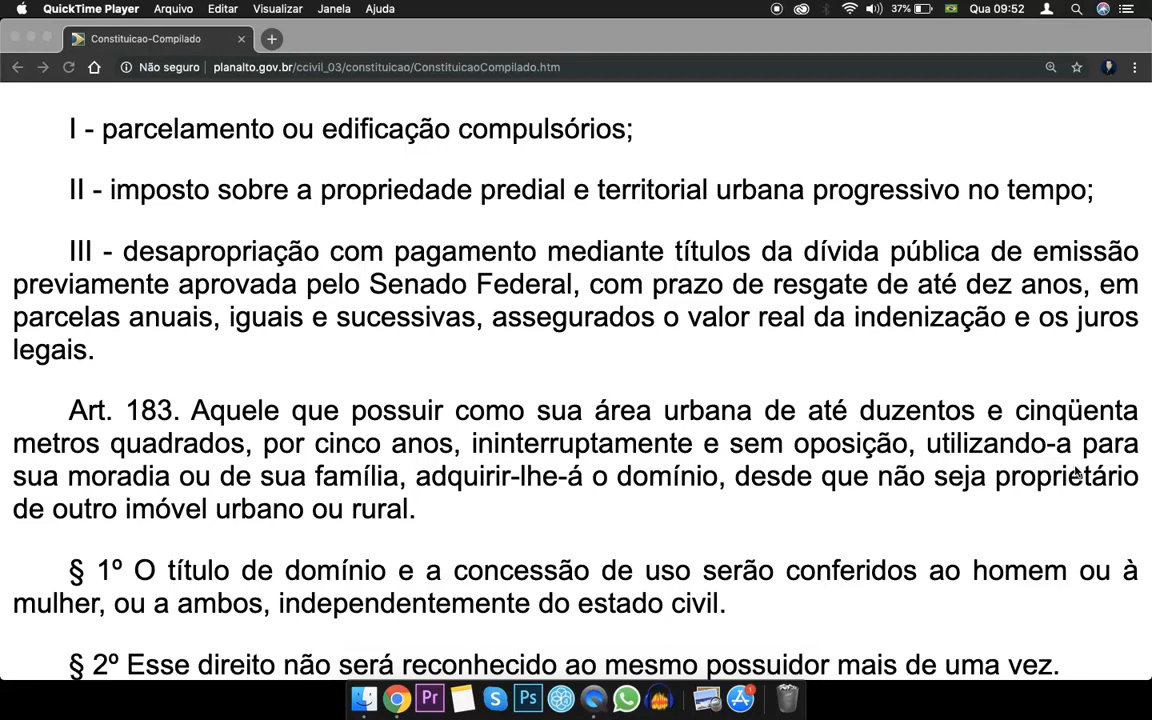 QuickTime Player Arquivo Editar Visualizar Janela Ajuda 37% Qua 09:52
Constituicao-Compilado
Não seguro planalto.gov.br/ccivil_03/constituicao/ConstituicaoCompilado.htm
I - parcelamento ou edificação compulsórios;
II - imposto sobre a propriedade predial e territorial urbana progressivo no tempo;
III - desapropriação com pagamento mediante títulos da dívida pública de emissão
previamente aprovada pelo Senado Federal, com prazo de resgate de até dez anos, em
parcelas anuais, iguais e sucessivas, assegurados o valor real da indenização e os juros
legais.
Art. 183. Aquele que possuir como sua área urbana de até duzentos e cinqüenta
metros quadrados, por cinco anos, ininterruptamente e sem oposição, utilizando-a para
sua moradia ou de sua família, adquirir-lhe-á o domínio, desde que não seja proprietário
de outro imóvel urbano ou rural.
§ 1º O título de domínio e a concessão de uso serão conferidos ao homem ou à
mulher, ou a ambos, independentemente do estado civil.
§ 2º Esse direito não será reconhecido ao mesmo possuidor mais de uma vez.
Pr S Ps 1